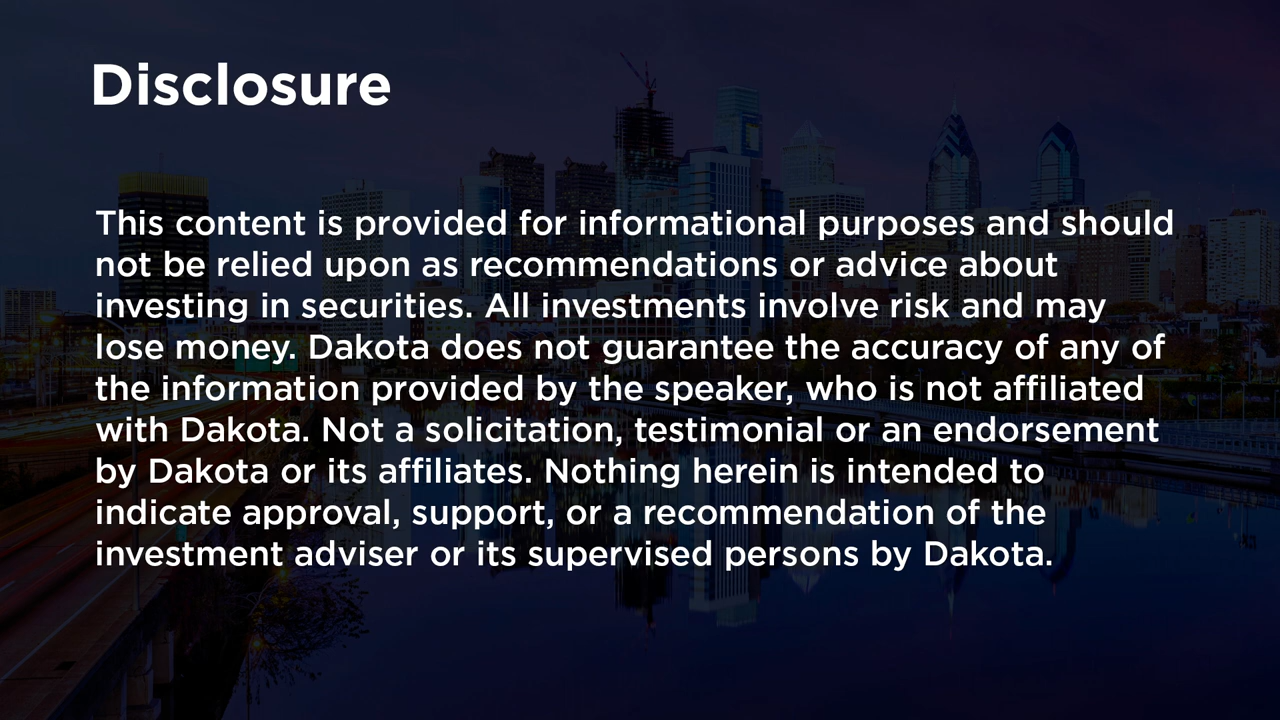 Disclosure
This content is provided for informational purposes and should
not be relied upon as recommendations or advice about
investing in securities. All investments involve risk and may
lose money. Dakota does not guarantee the accuracy of any of
the information provided by the speaker, who is not affiliated
with Dakota. Not a solicitation, testimonial or an endorsement
by Dakota or its affiliates. Nothing herein is intended to
indicate approval, support, or a recommendation of the
investment adviser or its supervised persons by Dakota.